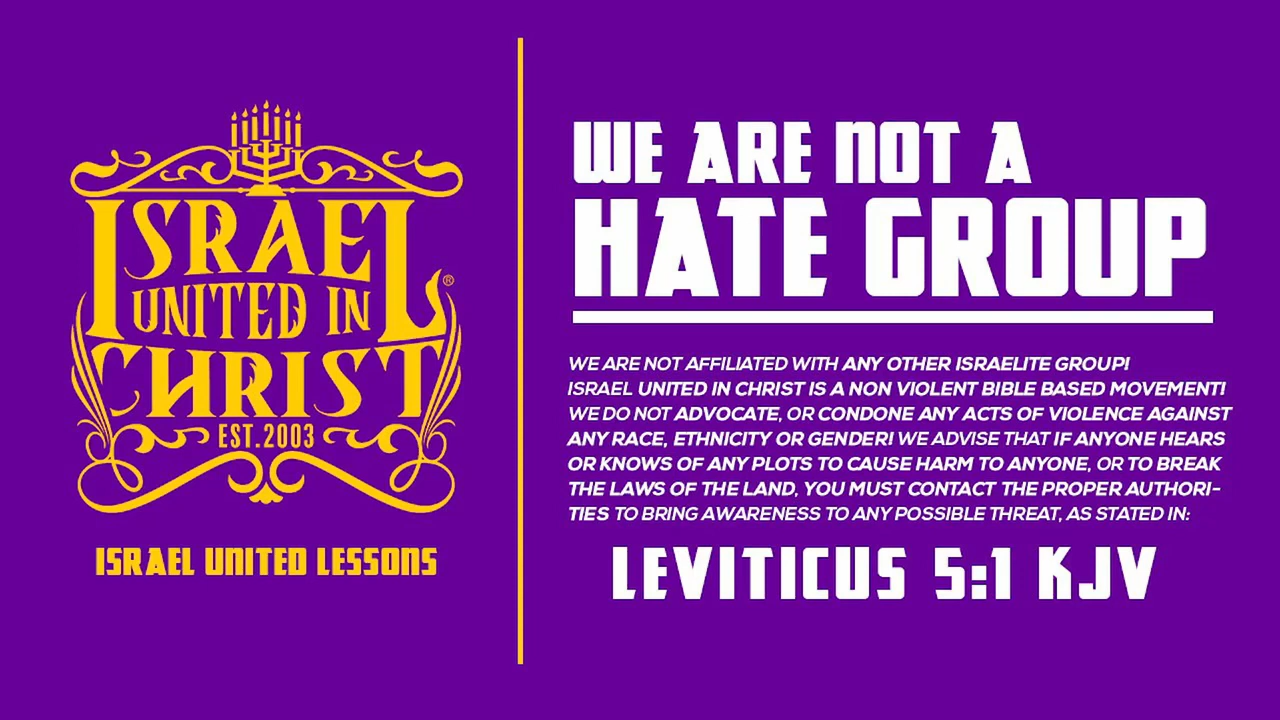 ISRAEL
UNITED IN
CHRIST®
EST.2003
ISRAEL UNITED LESSONS
WE ARE NOT A
HATE GROUP
WE ARE NOT AFFILIATED WITH ANY OTHER ISRAELITE GROUP!
ISRAEL UNITED IN CHRIST IS A NON VIOLENT BIBLE BASED MOVEMENT!
WE DO NOT ADVOCATE, OR CONDONE ANY ACTS OF VIOLENCE AGAINST
ANY RACE, ETHNICITY OR GENDER! WE ADVISE THAT IF ANYONE HEARS
OR KNOWS OF ANY PLOTS TO CAUSE HARM TO ANYONE, OR TO BREAK
THE LAWS OF THE LAND, YOU MUST CONTACT THE PROPER AUTHORI-
TIES TO BRING AWARENESS TO ANY POSSIBLE THREAT, AS STATED IN:
LEVITICUS 5:1 KJV